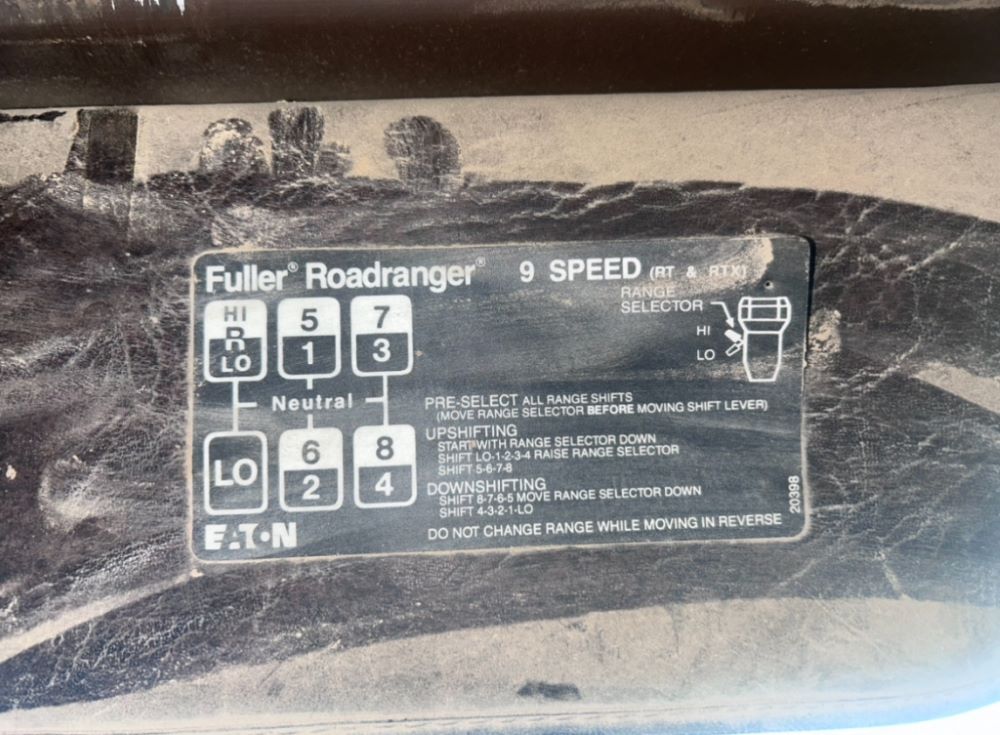 Fuller® Roadranger® 9 SPEED (RT & RTX)
RANGE
SELECTOR
HI
LO
HI 5 7
R 1 3
LO
Neutral
LO 6 8
2 4
PRE-SELECT ALL RANGE SHIFTS
(MOVE RANGE SELECTOR BEFORE MOVING SHIFT LEVER)
UPSHIFTING
START WITH RANGE SELECTOR DOWN
SHIFT LO-1-2-3-4 RAISE RANGE SELECTOR
SHIFT 5-6-7-8
DOWNSHIFTING
SHIFT 8-7-6-5 MOVE RANGE SELECTOR DOWN
SHIFT 4-3-2-1-LO
DO NOT CHANGE RANGE WHILE MOVING IN REVERSE
EATON
20398